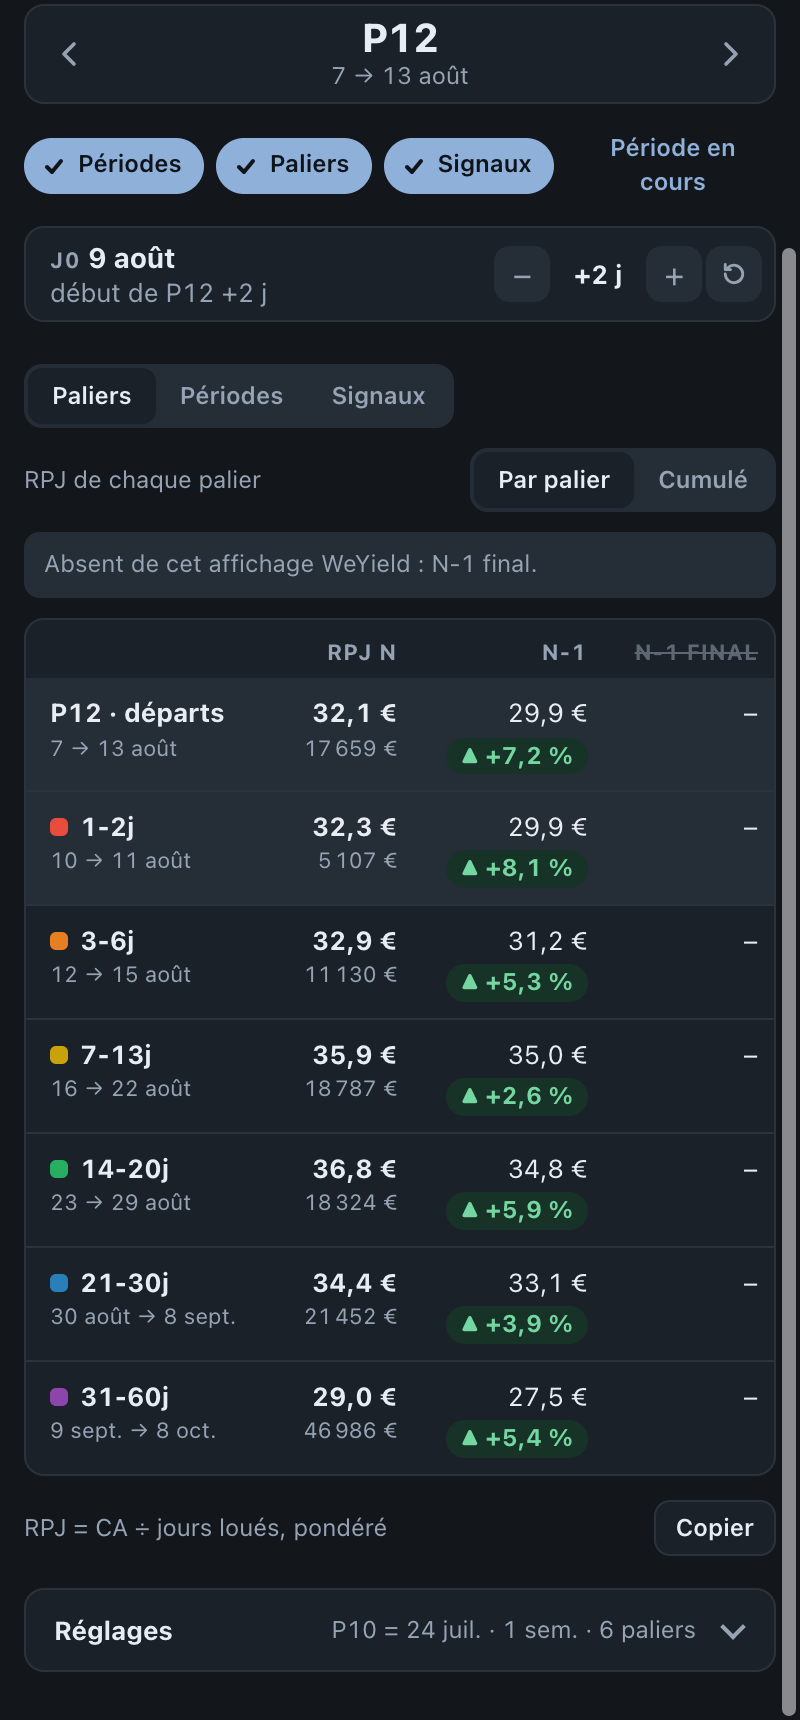 P12
7 → 13 août
Périodes
Paliers
Signaux
Période en
cours
J0 9 août
début de P12 +2 j
− +2 j +
Paliers Périodes Signaux
RPJ de chaque palier
Par palier Cumulé
Absent de cet affichage WeYield : N-1 final.
RPJ N N-1 N-1 FINAL
P12 · départs 32,1 € 29,9 € –
7 → 13 août 17 659 € ▲ +7,2 %
1-2j 32,3 € 29,9 € –
10 → 11 août 5 107 € ▲ +8,1 %
3-6j 32,9 € 31,2 € –
12 → 15 août 11 130 € ▲ +5,3 %
7-13j 35,9 € 35,0 € –
16 → 22 août 18 787 € ▲ +2,6 %
14-20j 36,8 € 34,8 € –
23 → 29 août 18 324 € ▲ +5,9 %
21-30j 34,4 € 33,1 € –
30 août → 8 sept. 21 452 € ▲ +3,9 %
31-60j 29,0 € 27,5 € –
9 sept. → 8 oct. 46 986 € ▲ +5,4 %
RPJ = CA ÷ jours loués, pondéré
Copier
Réglages P10 = 24 juil. · 1 sem. · 6 paliers